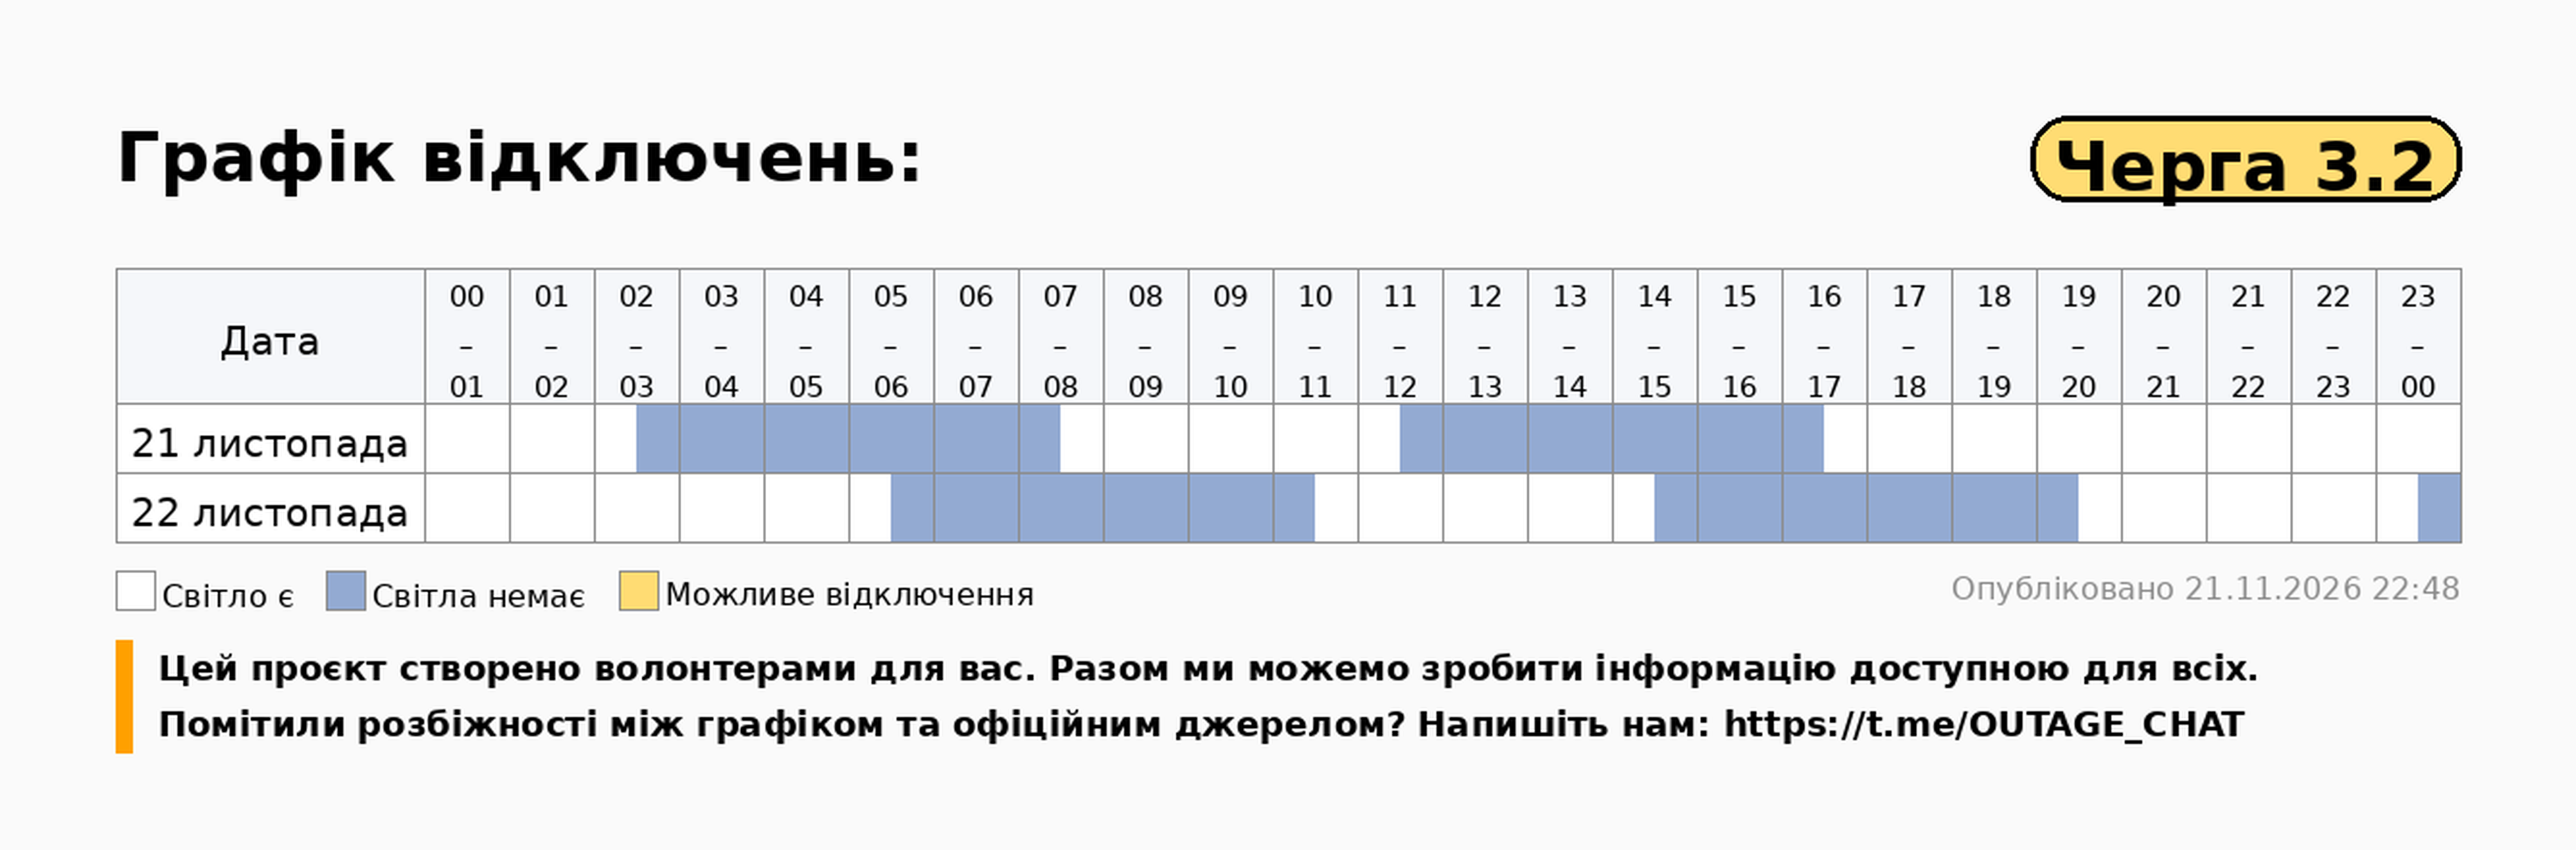 Графік відключень:
Черга 3.2
Дата
00 – 01
01 – 02
02 – 03
03 – 04
04 – 05
05 – 06
06 – 07
07 – 08
08 – 09
09 – 10
10 – 11
11 – 12
12 – 13
13 – 14
14 – 15
15 – 16
16 – 17
17 – 18
18 – 19
19 – 20
20 – 21
21 – 22
22 – 23
23 – 00
21 листопада
22 листопада
Світло є
Світла немає
Можливе відключення
Опубліковано 21.11.2026 22:48
Цей проєкт створено волонтерами для вас. Разом ми можемо зробити інформацію доступною для всіх.
Помітили розбіжності між графіком та офіційним джерелом? Напишіть нам: https://t.me/OUTAGE_CHAT